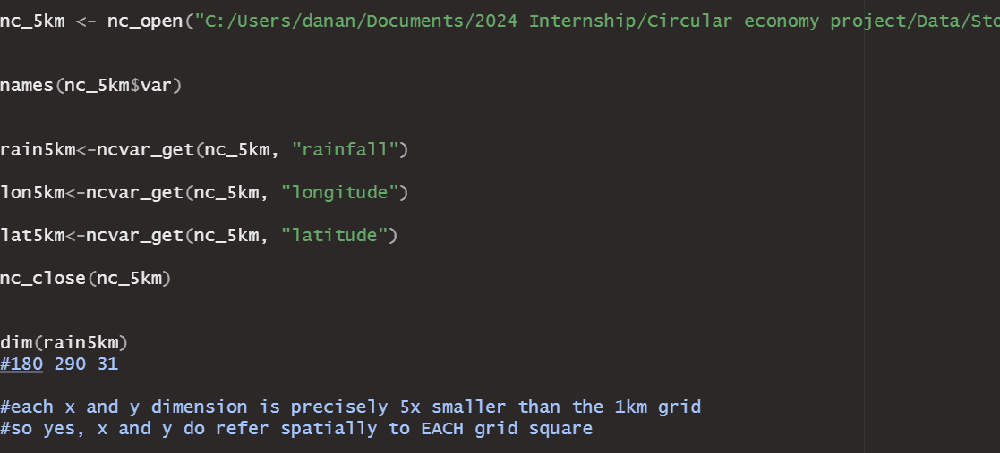 nc_5km <- nc_open("C:/Users/danan/Documents/2024 Internship/Circular economy project/Data/Sto
names(nc_5km$var)
rain5km<-ncvar_get(nc_5km, "rainfall")
lon5km<-ncvar_get(nc_5km, "longitude")
lat5km<-ncvar_get(nc_5km, "latitude")
nc_close(nc_5km)
dim(rain5km)
#180 290 31
#each x and y dimension is precisely 5x smaller than the 1km grid
#so yes, x and y do refer spatially to EACH grid square